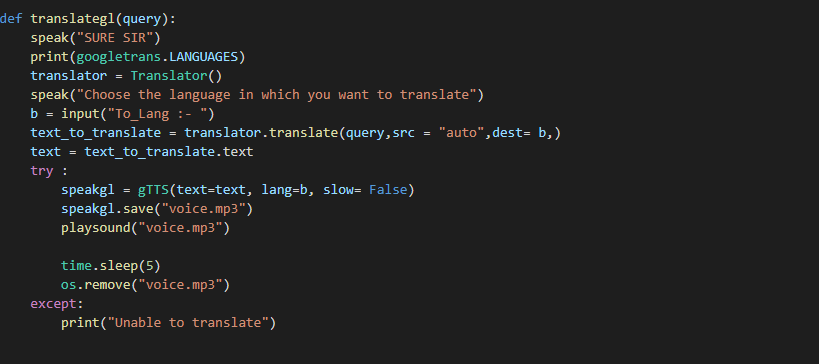 def translategl(query):
    speak("SURE SIR")
    print(googletrans.LANGUAGES)
    translator = Translator()
    speak("Choose the language in which you want to translate")
    b = input("To_Lang :- ")
    text_to_translate = translator.translate(query,src = "auto",dest= b,)
    text = text_to_translate.text
    try :
        speakgl = gTTS(text=text, lang=b, slow= False)
        speakgl.save("voice.mp3")
        playsound("voice.mp3")

        time.sleep(5)
        os.remove("voice.mp3")
    except:
        print("Unable to translate")